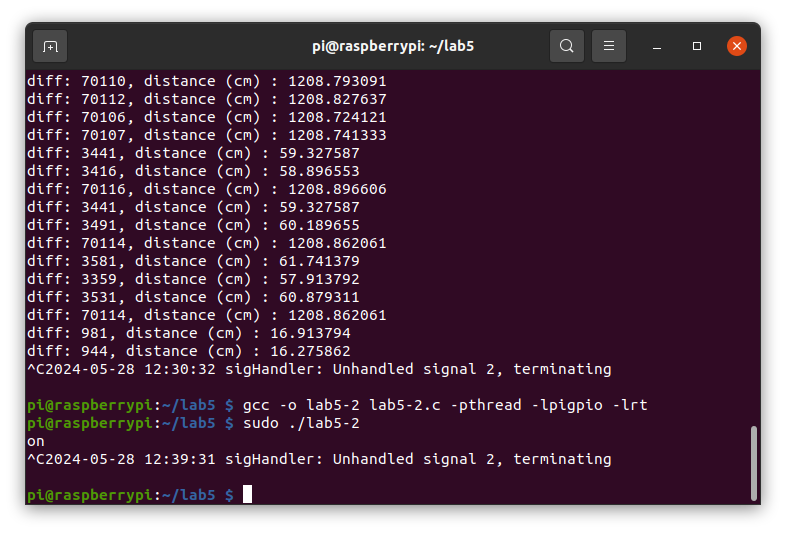 pi@raspberrypi: ~/lab5
diff: 70110, distance (cm) : 1208.793091
diff: 70112, distance (cm) : 1208.827637
diff: 70106, distance (cm) : 1208.724121
diff: 70107, distance (cm) : 1208.741333
diff: 3441, distance (cm) : 59.327587
diff: 3416, distance (cm) : 58.896553
diff: 70116, distance (cm) : 1208.896606
diff: 3441, distance (cm) : 59.327587
diff: 3491, distance (cm) : 60.189655
diff: 70114, distance (cm) : 1208.862061
diff: 3581, distance (cm) : 61.741379
diff: 3359, distance (cm) : 57.913792
diff: 3531, distance (cm) : 60.879311
diff: 70114, distance (cm) : 1208.862061
diff: 981, distance (cm) : 16.913794
diff: 944, distance (cm) : 16.275862
^C2024-05-28 12:30:32 sigHandler: Unhandled signal 2, terminating
pi@raspberrypi:~/lab5 $ gcc -o lab5-2 lab5-2.c -pthread -lpigpio -lrt
pi@raspberrypi:~/lab5 $ sudo ./lab5-2
on
^C2024-05-28 12:39:31 sigHandler: Unhandled signal 2, terminating
pi@raspberrypi:~/lab5 $